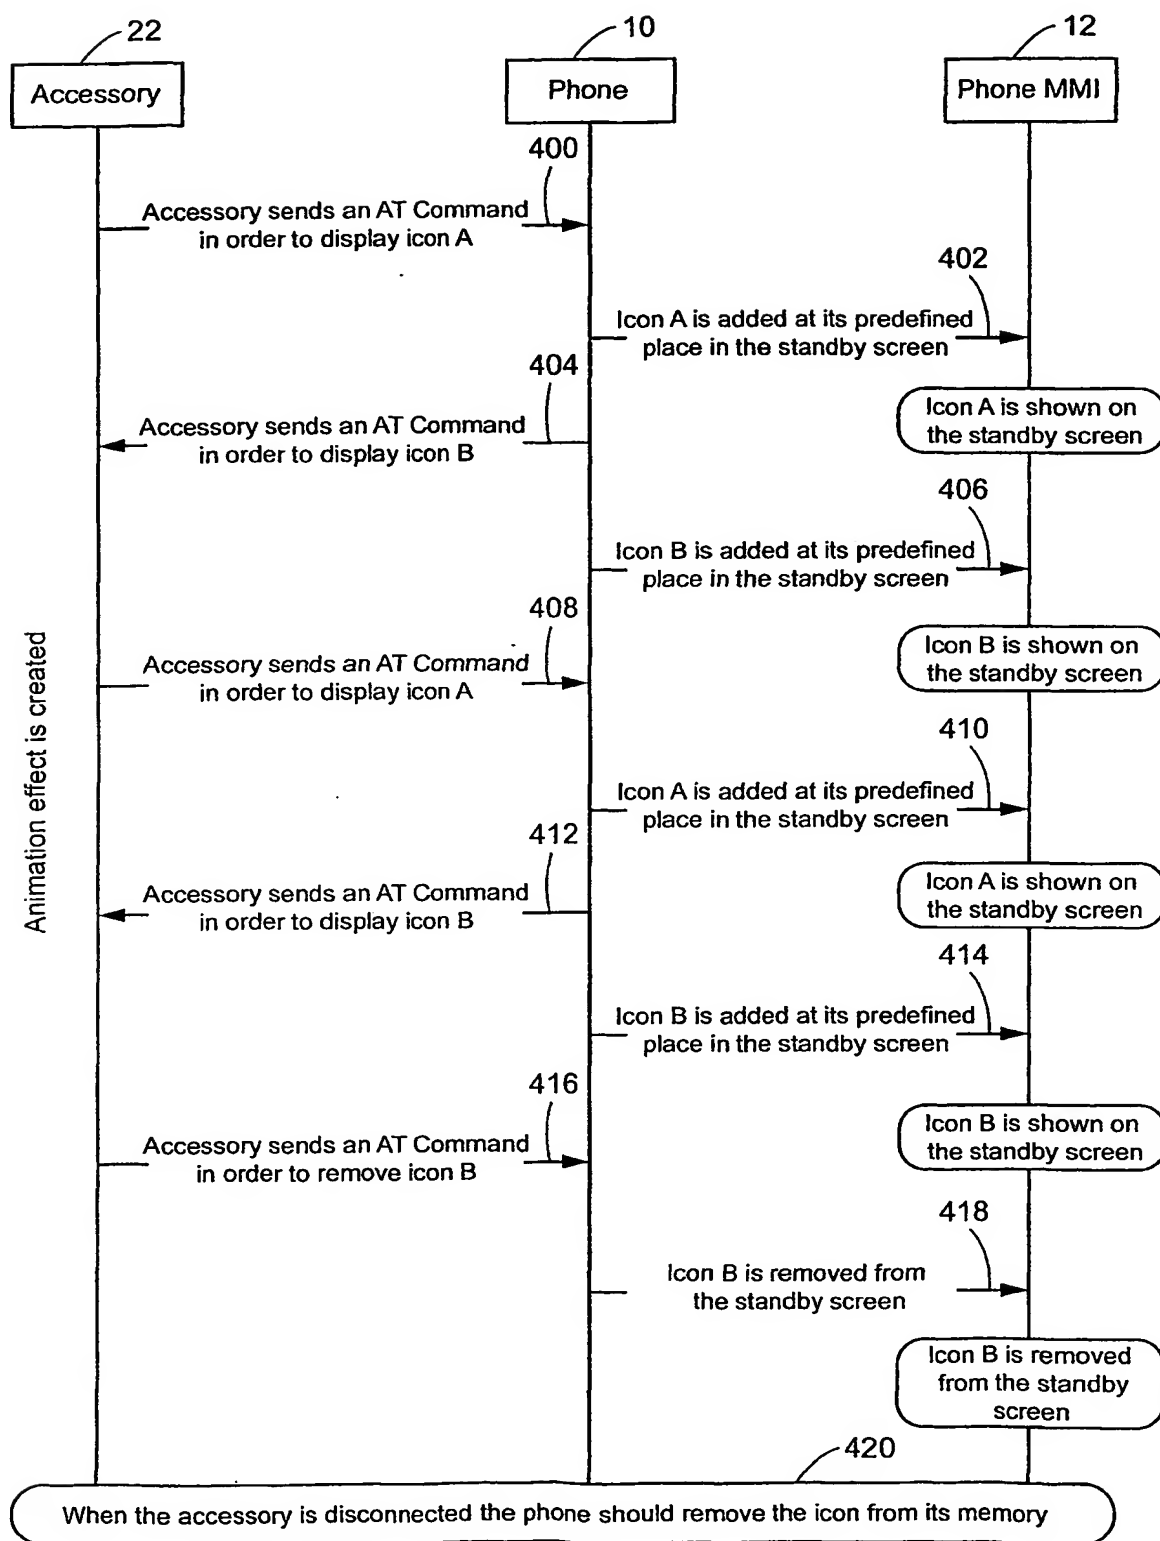 22
10
12
Accessory
Phone
Phone MMI
400
Accessory sends an AT Command
in order to display icon A
402
Icon A is added at its predefined
place in the standby screen
404
Icon A is shown on
the standby screen
Accessory sends an AT Command
in order to display icon B
406
Icon B is added at its predefined
place in the standby screen
408
Icon B is shown on
the standby screen
Accessory sends an AT Command
in order to display icon A
Animation effect is created
410
Icon A is added at its predefined
place in the standby screen
412
Icon A is shown on
the standby screen
Accessory sends an AT Command
in order to display icon B
414
Icon B is added at its predefined
place in the standby screen
416
Icon B is shown on
the standby screen
Accessory sends an AT Command
in order to remove icon B
418
Icon B is removed from
the standby screen
Icon B is removed
from the standby
screen
420
When the accessory is disconnected the phone should remove the icon from its memory